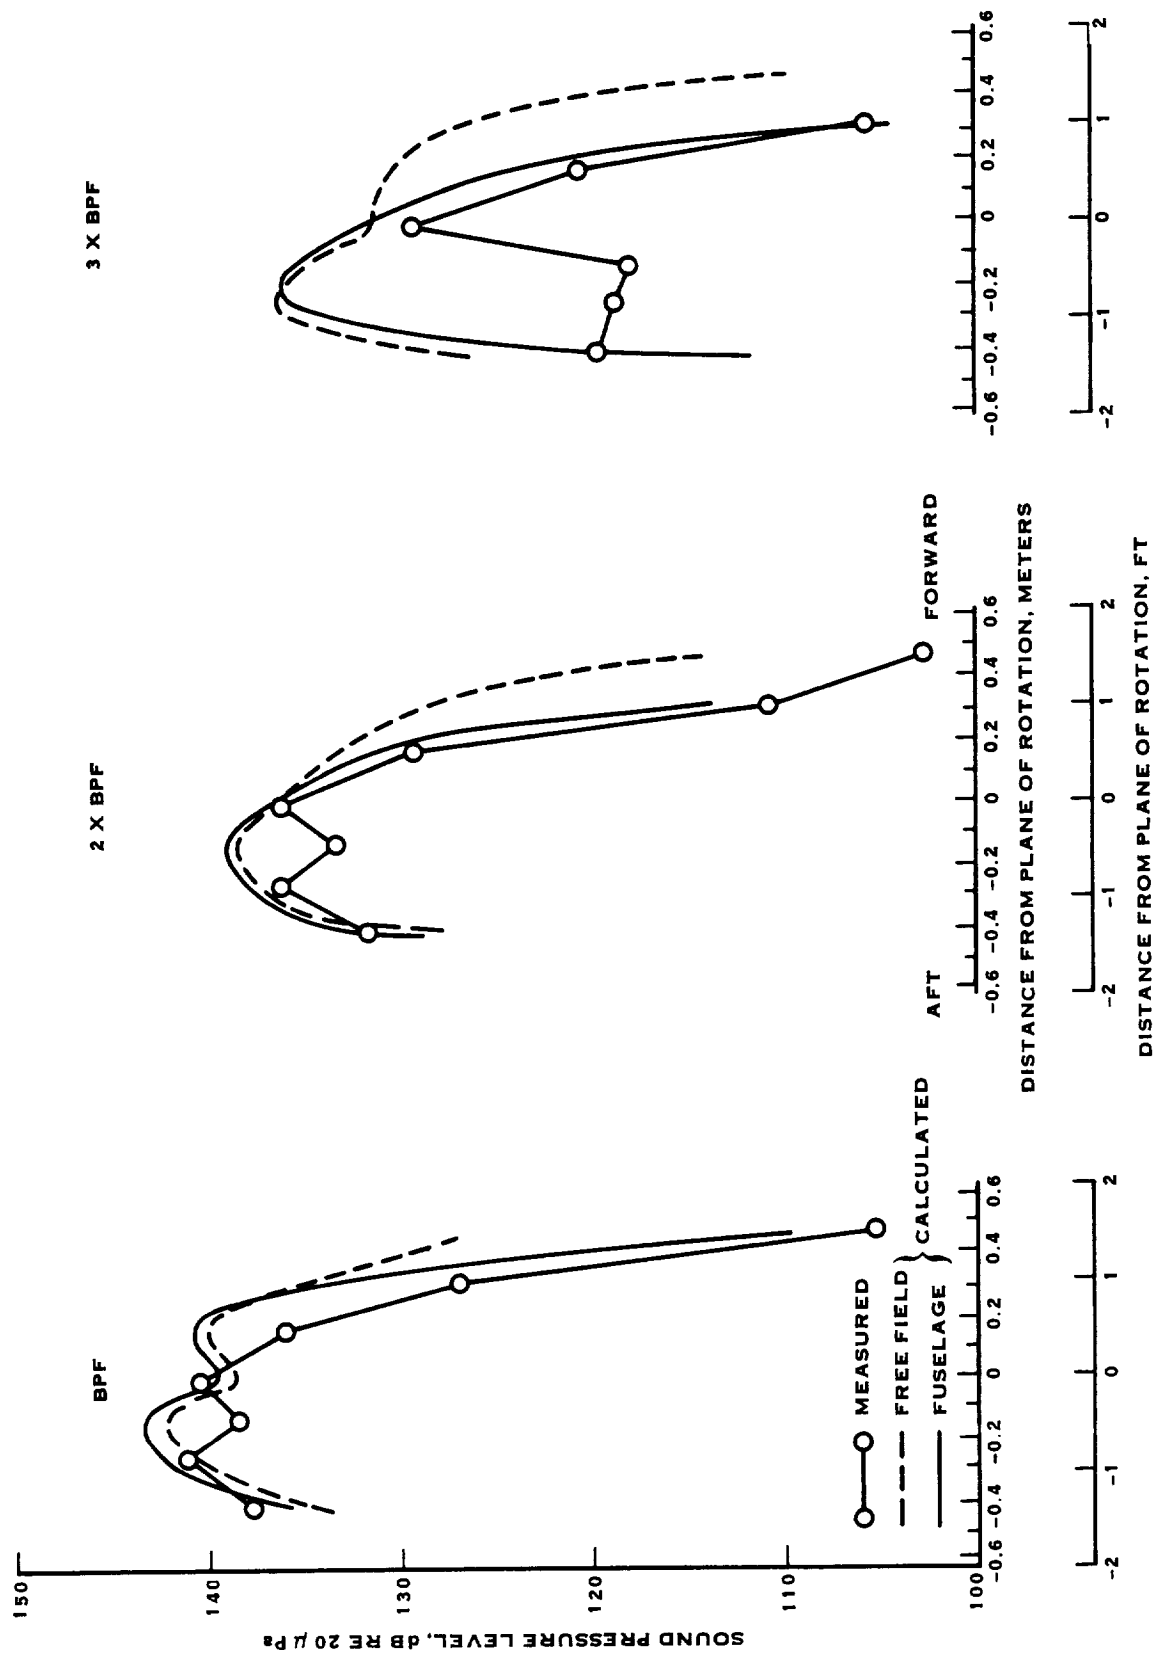 BPF
2 X BPF
3 X BPF
SOUND PRESSURE LEVEL, dB RE 20 μPa
150
140
130
120
110
100
MEASURED
FREE FIELD
FUSELAGE
} CALCULATED
AFT
FORWARD
-0.6 -0.4 -0.2 0 0.2 0.4 0.6
-0.6 -0.4 -0.2 0 0.2 0.4 0.6
-0.6 -0.4 -0.2 0 0.2 0.4 0.6
DISTANCE FROM PLANE OF ROTATION, METERS
-2 -1 0 1 2
-2 -1 0 1 2
-2 -1 0 1 2
DISTANCE FROM PLANE OF ROTATION, FT